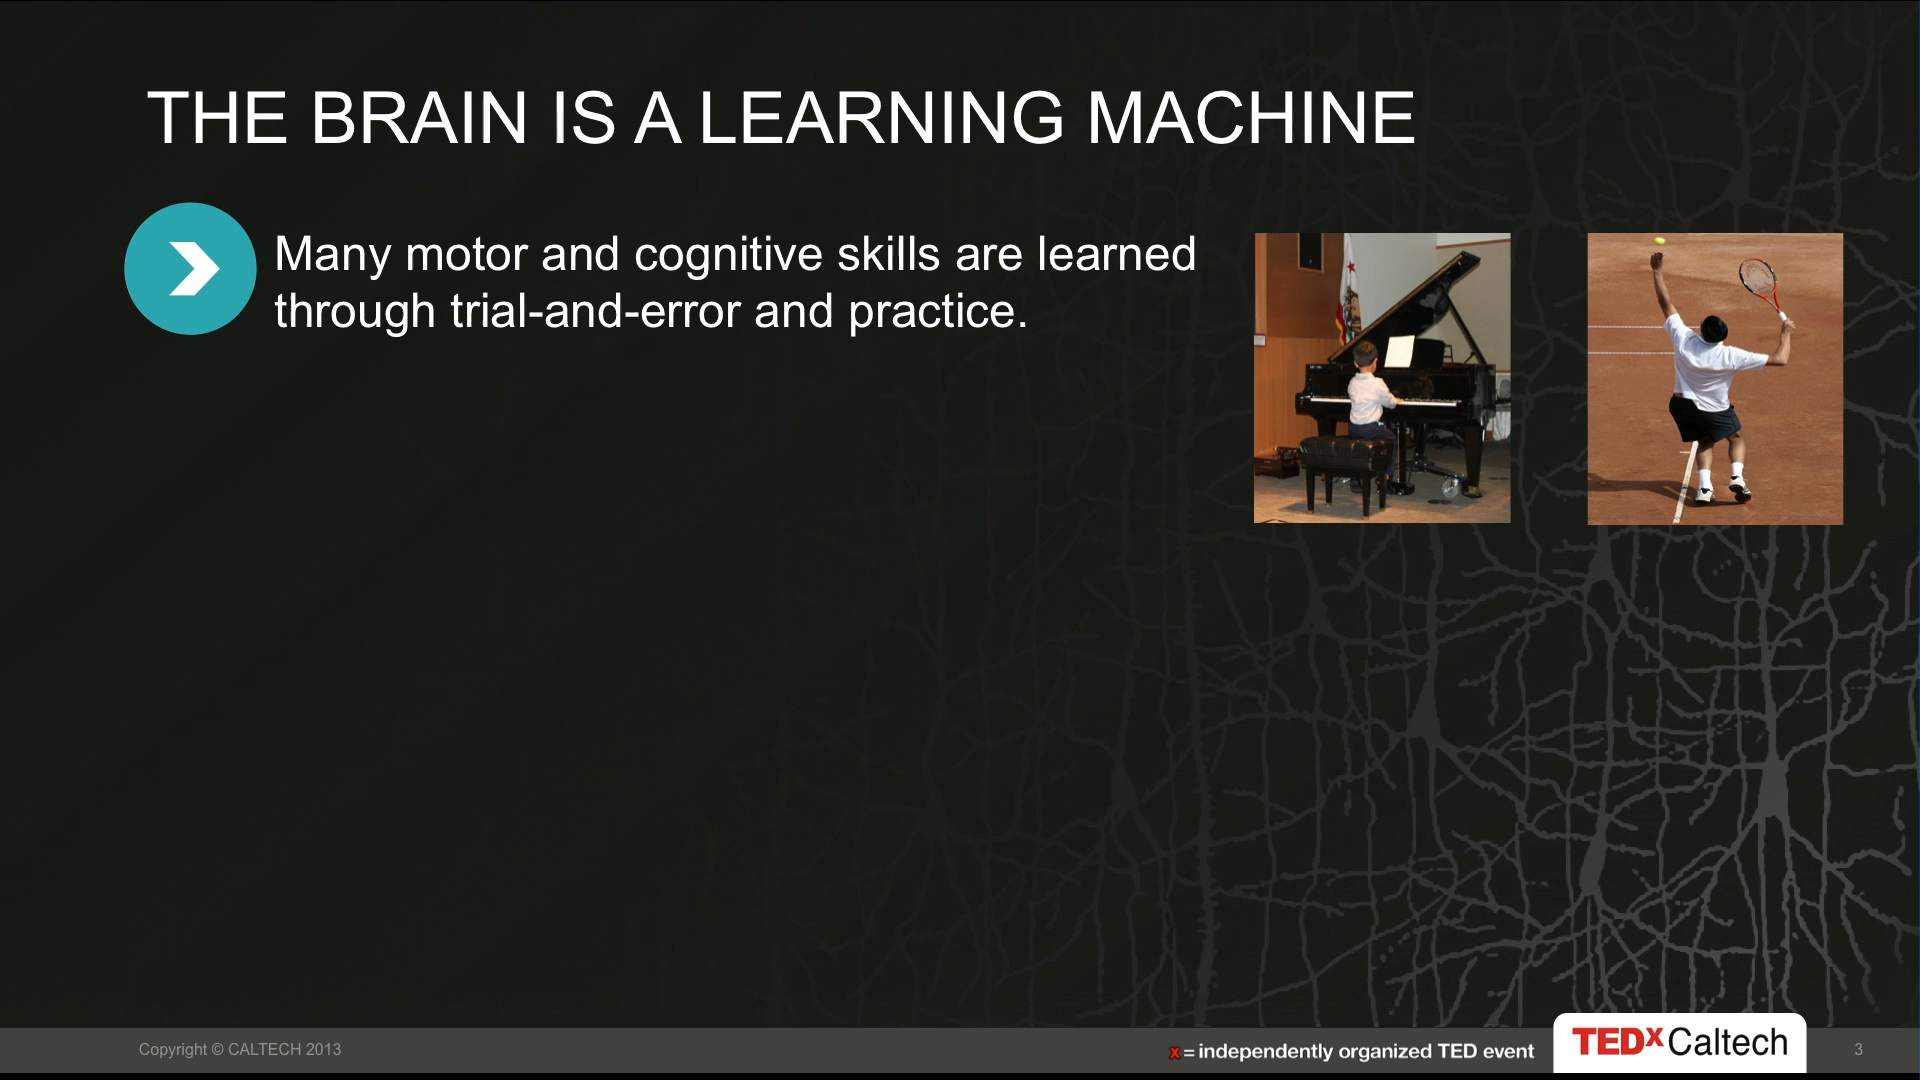 THE BRAIN IS A LEARNING MACHINE
Many motor and cognitive skills are learned
through trial-and-error and practice.
Copyright © CALTECH 2013
x = independently organized TED event
TEDxCaltech
3